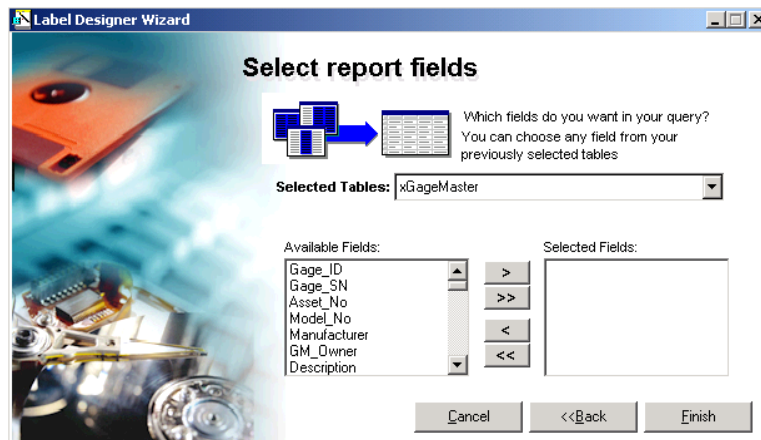 Label Designer Wizard
Select report fields
Which fields do you want in your query?
You can choose any field from your
previously selected tables
Selected Tables: xGageMaster
Available Fields:
Selected Fields:
Gage_ID
Gage_SN
Asset_No
Model_No
Manufacturer
GM_Owner
Description
>
>>
<
<<
Cancel
<<Back
Finish